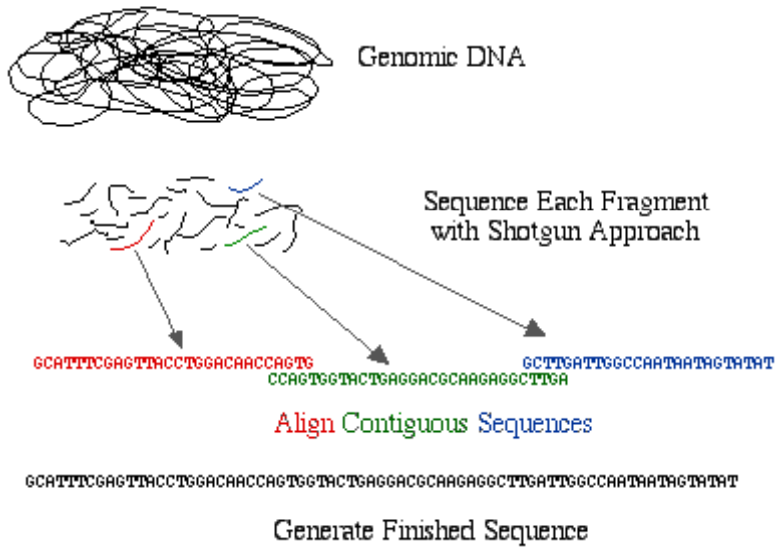 Genomic DNA
Sequence Each Fragment
with Shotgun Approach
GCATTTCGAGTTACCTGGACAACCAGTG
GCTTGATTGGCCAATAATAGTATAT
CCAGTGGTACTGAGGACGCAAGAGGCTTGA
Align Contiguous Sequences
GCATTTCGAGTTACCTGGACAACCAGTGGTACTGAGGACGCAAGAGGCTTGATTGGCCAATAATAGTATAT
Generate Finished Sequence